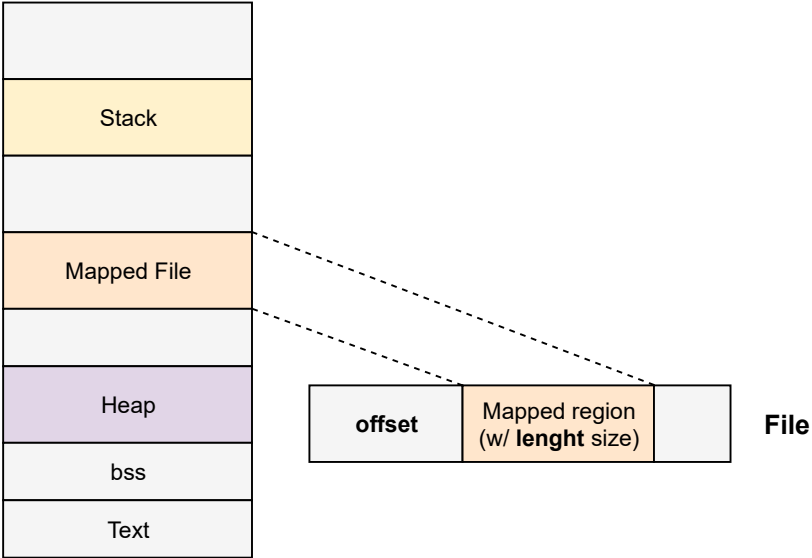 Stack
Mapped File
Heap
bss
Text
offset
Mapped region
(w/ lenght size)
File